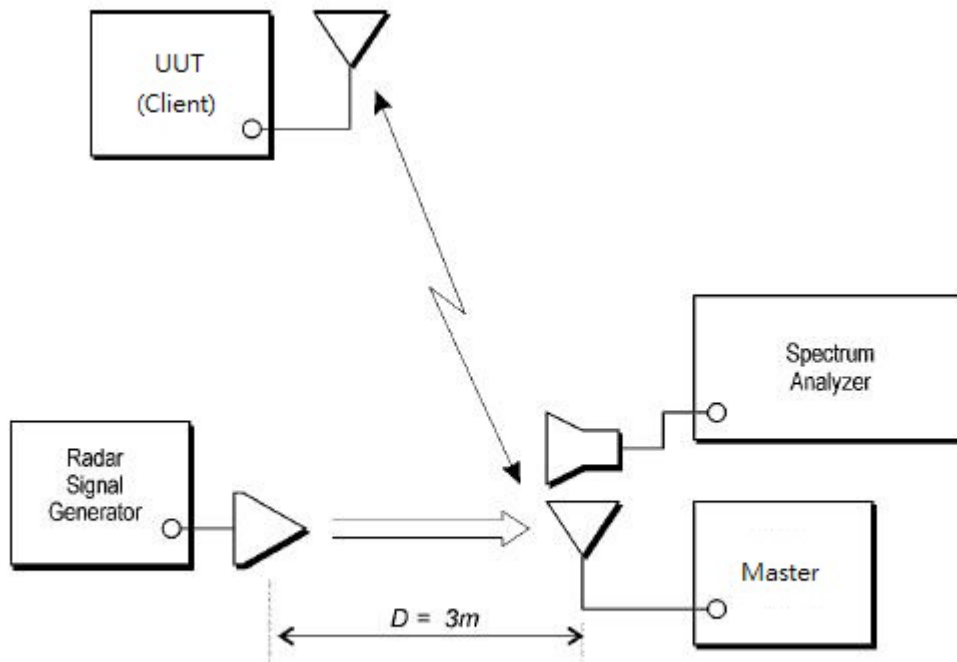 UUT
(Client)
Spectrum
Analyzer
Radar
Signal
Generator
Master
D = 3m